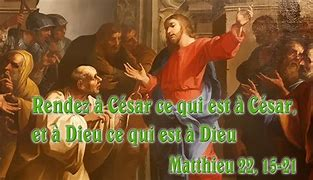 Rendez à César ce qui est à César,
et à Dieu ce qui est à Dieu
Matthieu 22, 15-21